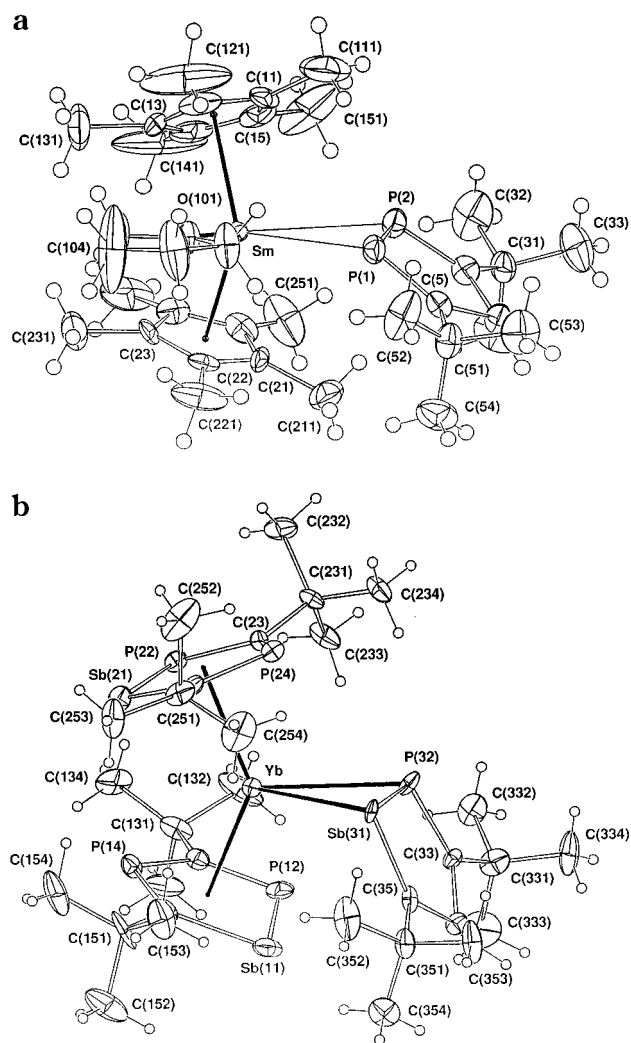 a
C(121)
C(111)
C(11)
C(13)
C(151)
C(15)
C(131)
C(141)
O(101)
P(2)
C(32)
C(33)
C(104)
Sm
C(31)
P(1)
C(5)
C(251)
C(53)
C(231)
C(23)
C(52)
C(51)
C(22)
C(21)
C(54)
C(221)
C(211)
b
C(232)
C(231)
C(252)
C(234)
C(23)
P(22)
C(233)
P(24)
Sb(21)
C(253)
C(251)
C(254)
P(32)
C(134)
C(132)
Yb
C(332)
Sb(31)
C(334)
C(131)
P(14)
C(33)
C(331)
C(154)
P(12)
C(35)
C(333)
C(151)
C(153)
C(352)
C(353)
Sb(11)
C(351)
C(152)
C(354)